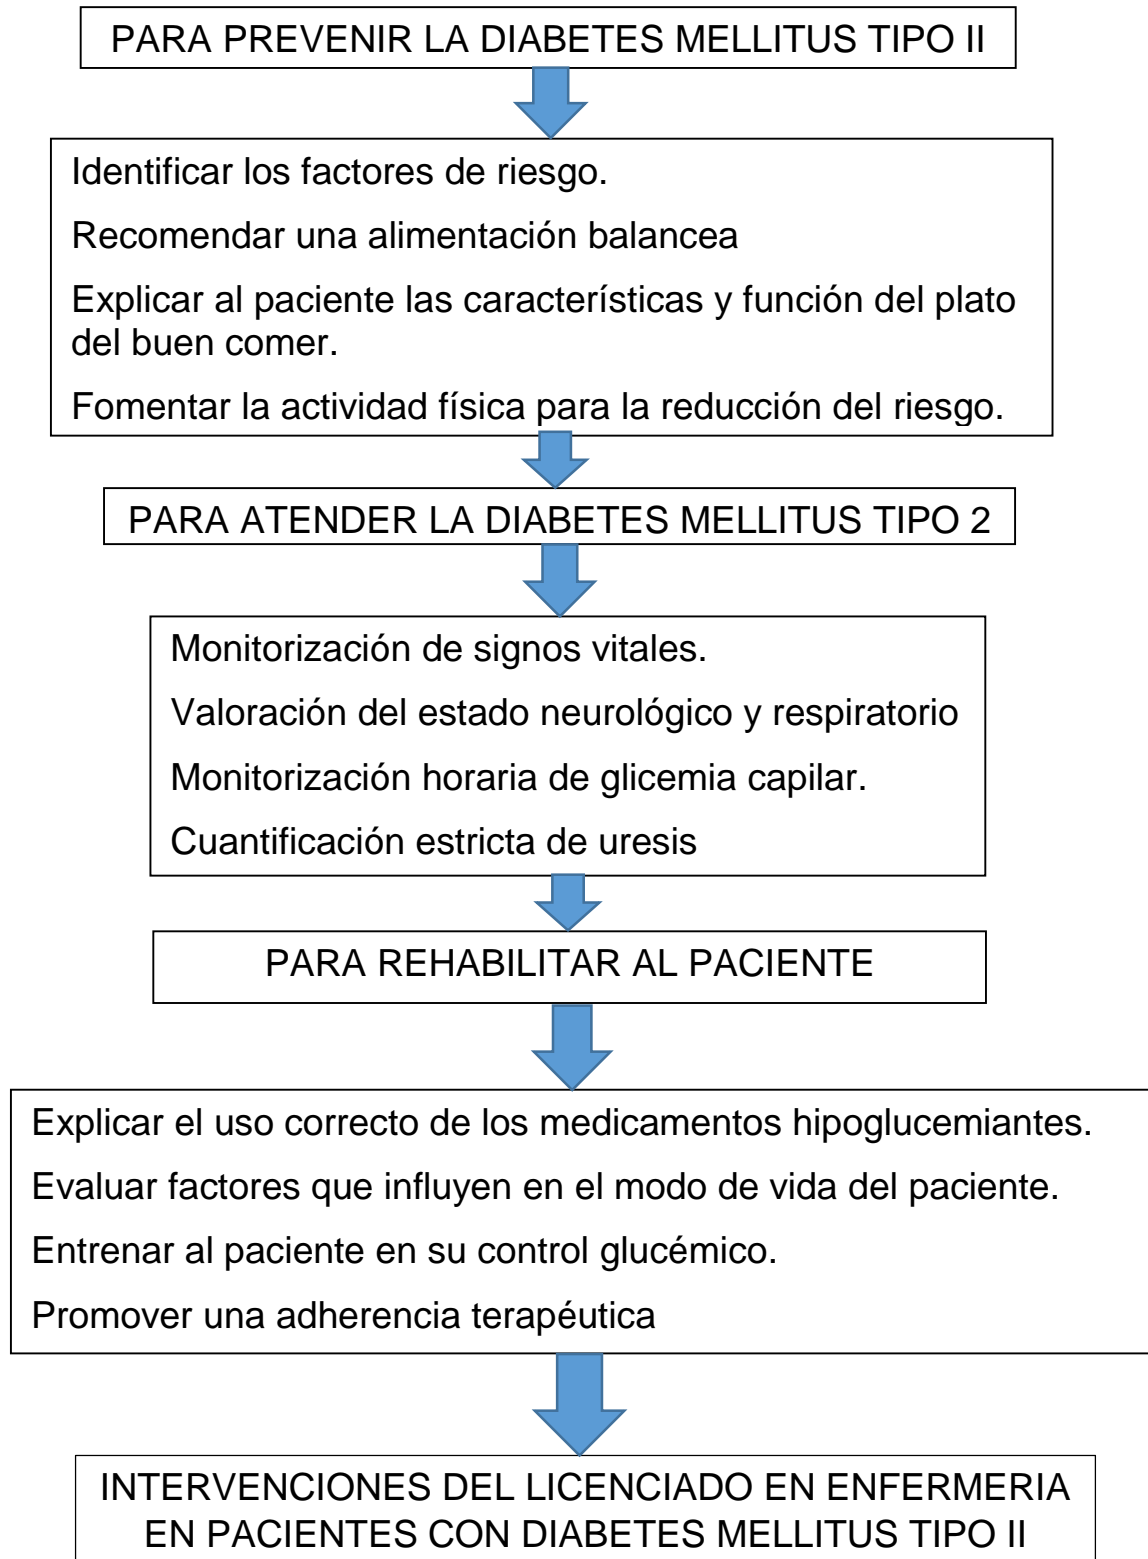 PARA PREVENIR LA DIABETES MELLITUS TIPO II
Identificar los factores de riesgo.
Recomendar una alimentación balancea
Explicar al paciente las características y función del plato
del buen comer.
Fomentar la actividad física para la reducción del riesgo.
PARA ATENDER LA DIABETES MELLITUS TIPO 2
Monitorización de signos vitales.
Valoración del estado neurológico y respiratorio
Monitorización horaria de glicemia capilar.
Cuantificación estricta de uresis
PARA REHABILITAR AL PACIENTE
Explicar el uso correcto de los medicamentos hipoglucemiantes.
Evaluar factores que influyen en el modo de vida del paciente.
Entrenar al paciente en su control glucémico.
Promover una adherencia terapéutica
INTERVENCIONES DEL LICENCIADO EN ENFERMERIA
EN PACIENTES CON DIABETES MELLITUS TIPO II